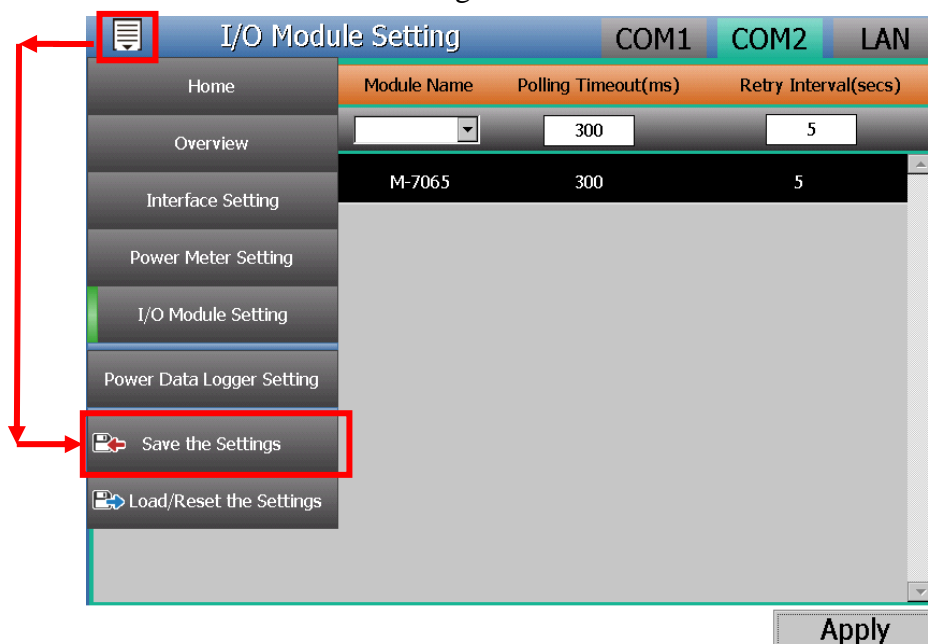 I/O Module Setting COM1 COM2 LAN
Home
Overview
Interface Setting
Power Meter Setting
I/O Module Setting
Power Data Logger Setting
Save the Settings
Load/Reset the Settings
Module Name Polling Timeout(ms) Retry Interval(secs)
300 5
M-7065 300 5
Apply